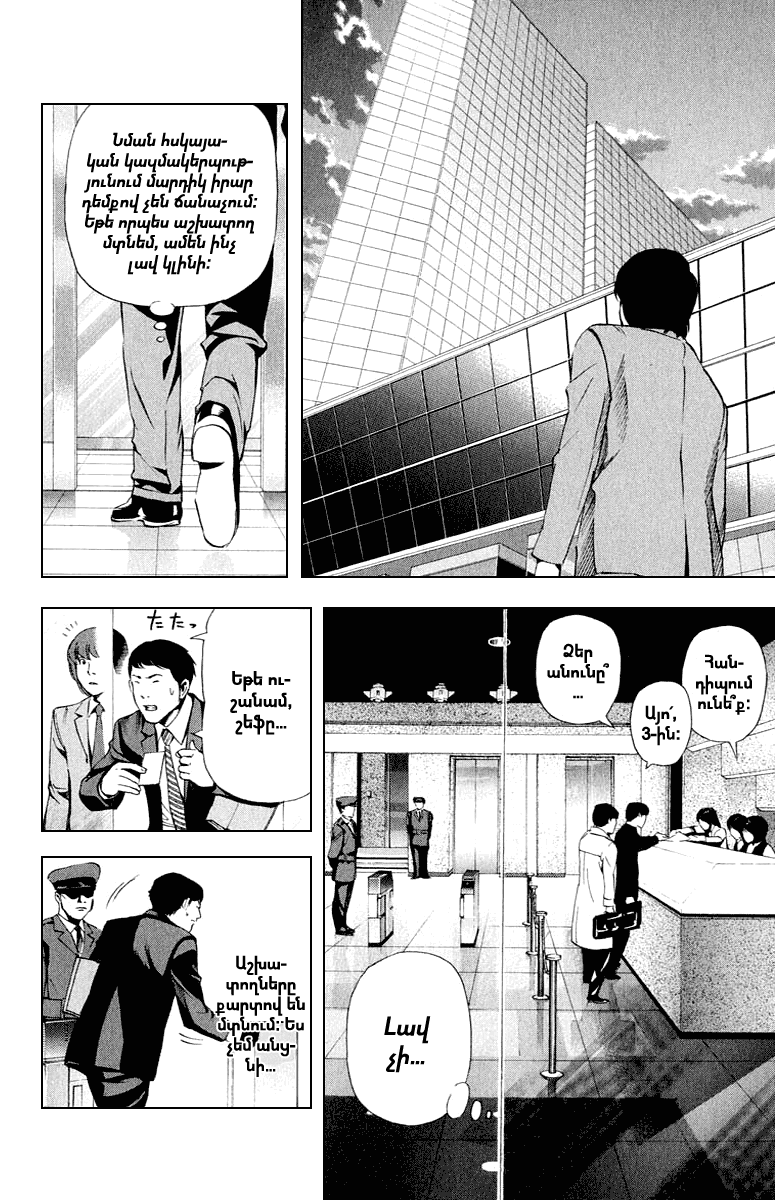 Նման հսկայա-
կան կազմակերպութ-
յունում մարդիկ իրար
դեմքով չեն ճանաչում:
Եթե որպես աշխատող
մտնեմ, ամեն ինչ
լավ կլինի:
Հան-
դիպում
ունե՞ք:
Այո՛,
3-ին:
Ձեր
անունը՞
...
Լավ
չի...
たたっ
Եթե ու-
շանամ,
շեֆը...
Աշխա-
տողները
քարտով են
մտնում: Ես
չեմ անց-
նի...